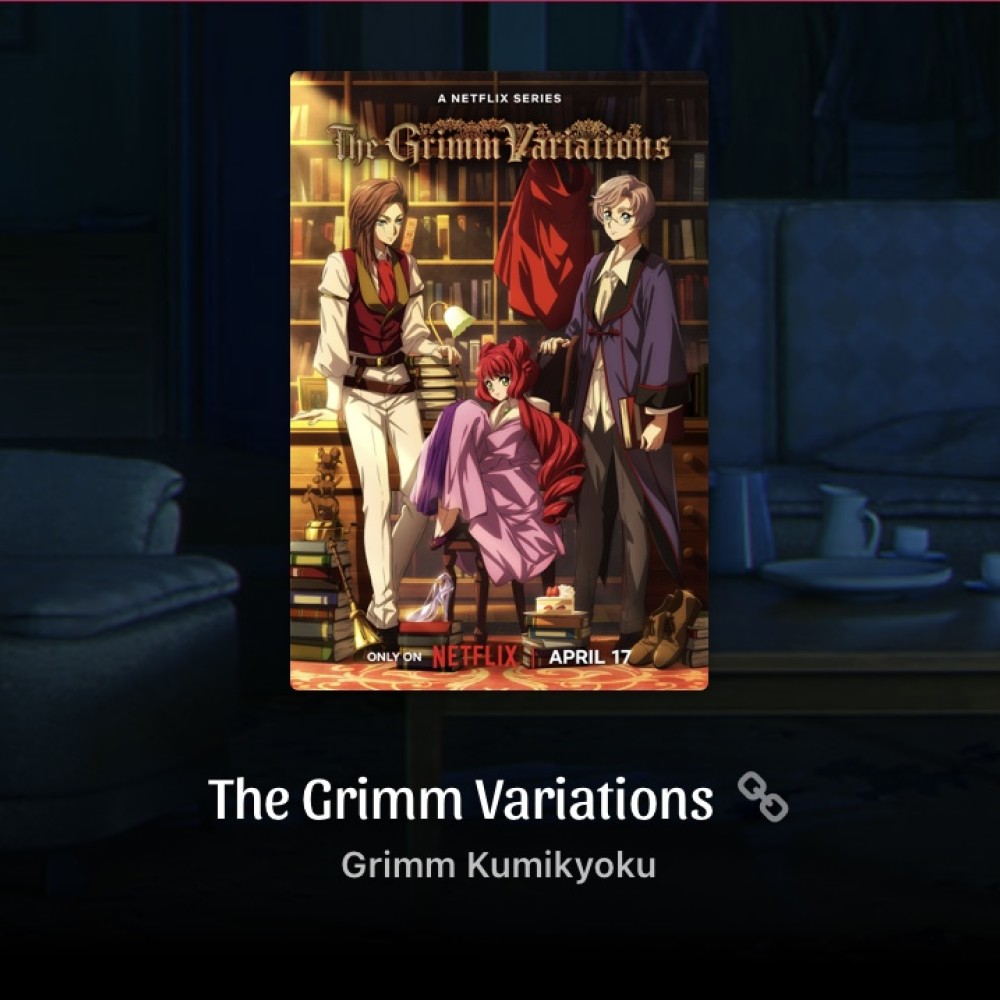 A NETFLIX SERIES
The Grimm Variations
ONLY ON NETFLIX | APRIL 17
The Grimm Variations
Grimm Kumikyoku